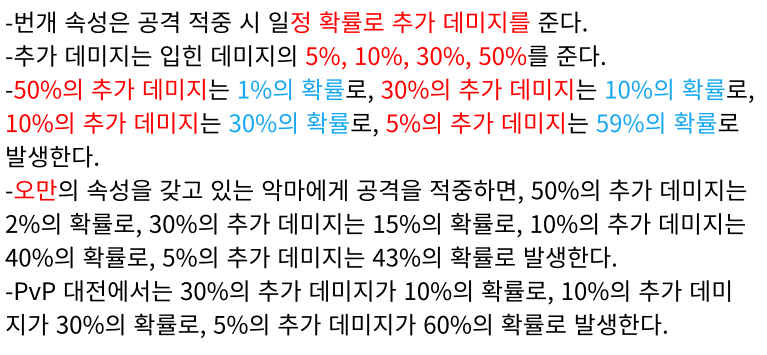 -번개 속성은 공격 적중 시 일정 확률로 추가 데미지를 준다.
-추가 데미지는 입힌 데미지의 5%, 10%, 30%, 50%를 준다.
-50%의 추가 데미지는 1%의 확률로, 30%의 추가 데미지는 10%의 확률로,
10%의 추가 데미지는 30%의 확률로, 5%의 추가 데미지는 59%의 확률로
발생한다.
-오만의 속성을 갖고 있는 악마에게 공격을 적중하면, 50%의 추가 데미지는
2%의 확률로, 30%의 추가 데미지는 15%의 확률로, 10%의 추가 데미지는
40%의 확률로, 5%의 추가 데미지는 43%의 확률로 발생한다.
-PvP 대전에서는 30%의 추가 데미지가 10%의 확률로, 10%의 추가 데미
지가 30%의 확률로, 5%의 추가 데미지가 60%의 확률로 발생한다.